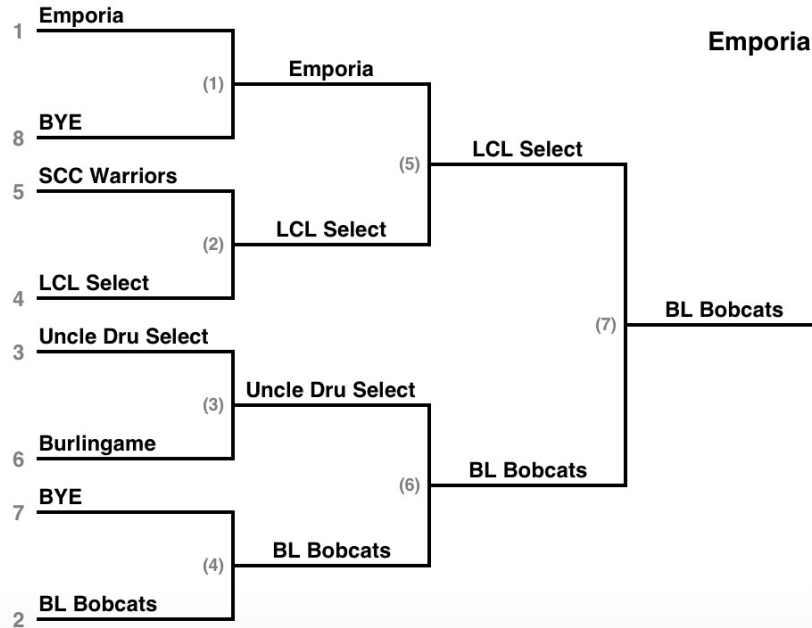 Emporia
1
Emporia
Emporia
(1)
BYE
8
LCL Select
SCC Warriors
(5)
5
LCL Select
(2)
LCL Select
4
BL Bobcats
Uncle Dru Select
(7)
3
Uncle Dru Select
(3)
Burlingame
6
BL Bobcats
(6)
BYE
7
BL Bobcats
(4)
BL Bobcats
2